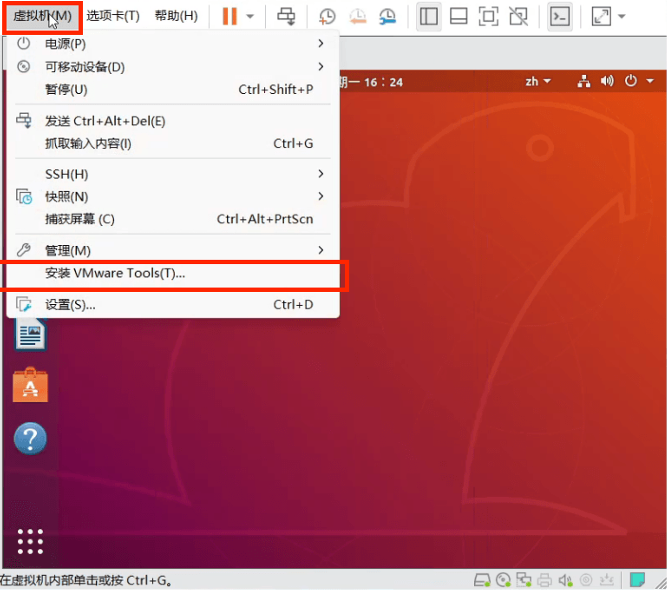 虚拟机(M) 选项卡(T) 帮助(H)
电源(P)
可移动设备(D)
暂停(U) Ctrl+Shift+P
发送 Ctrl+Alt+Del(E)
抓取输入内容(I) Ctrl+G
SSH(H)
快照(N)
捕获屏幕 (C) Ctrl+Alt+PrtScn
管理(M)
安装 VMware Tools(T)...
设置(S)... Ctrl+D
期一 16：24 zh
在虚拟机内部单击或按 Ctrl+G。